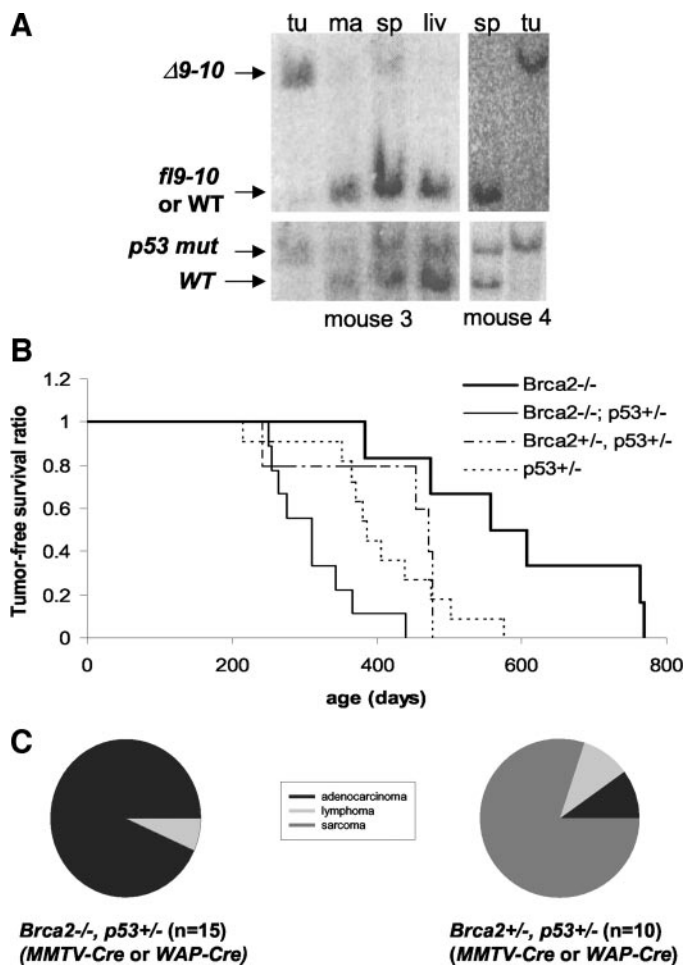 A
tu ma sp liv sp tu
Δ9-10
fl9-10
or WT
p53 mut
WT
mouse 3 mouse 4
B
1.2
1
0.8
0.6
0.4
0.2
0
Tumor-free survival ratio
Brca2-/-
Brca2-/-; p53+/-
Brca2+/-, p53+/-
p53+/-
0 200 400 600 800
age (days)
C
adenocarcinoma
lymphoma
sarcoma
Brca2-/-, p53+/- (n=15)
(MMTV-Cre or WAP-Cre)
Brca2+/-, p53+/- (n=10)
(MMTV-Cre or WAP-Cre)